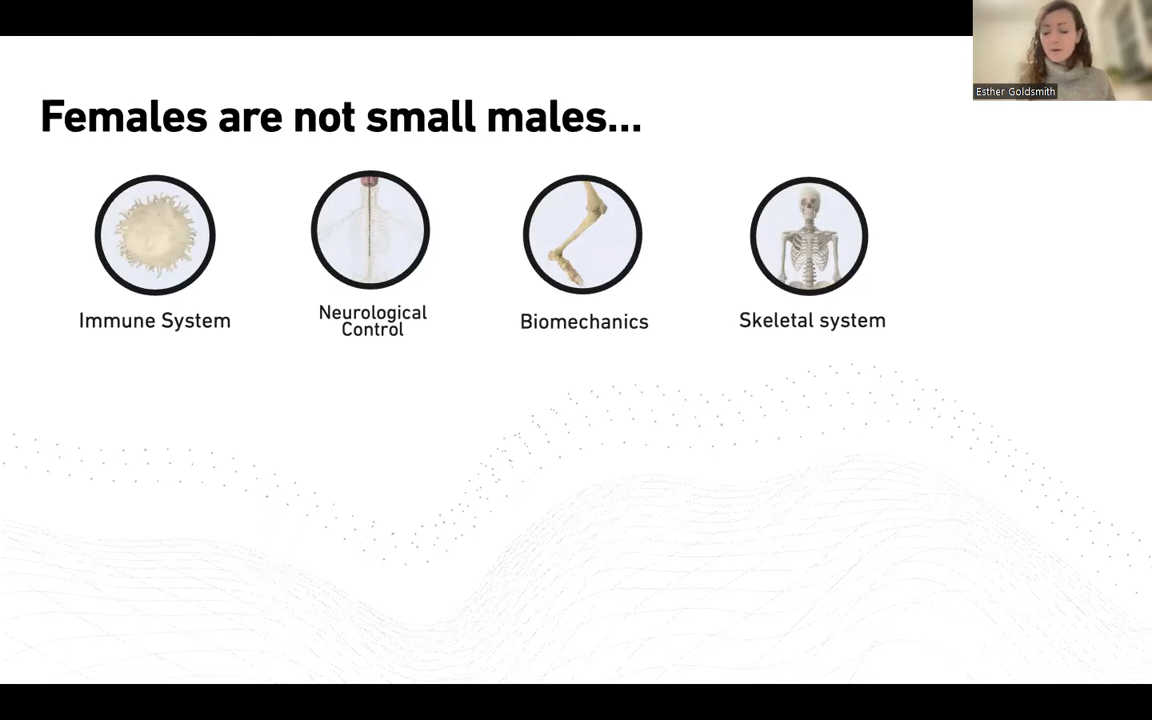 Esther Goldsmith
Females are not small males...
Immune System
Neurological
Control
Biomechanics
Skeletal system